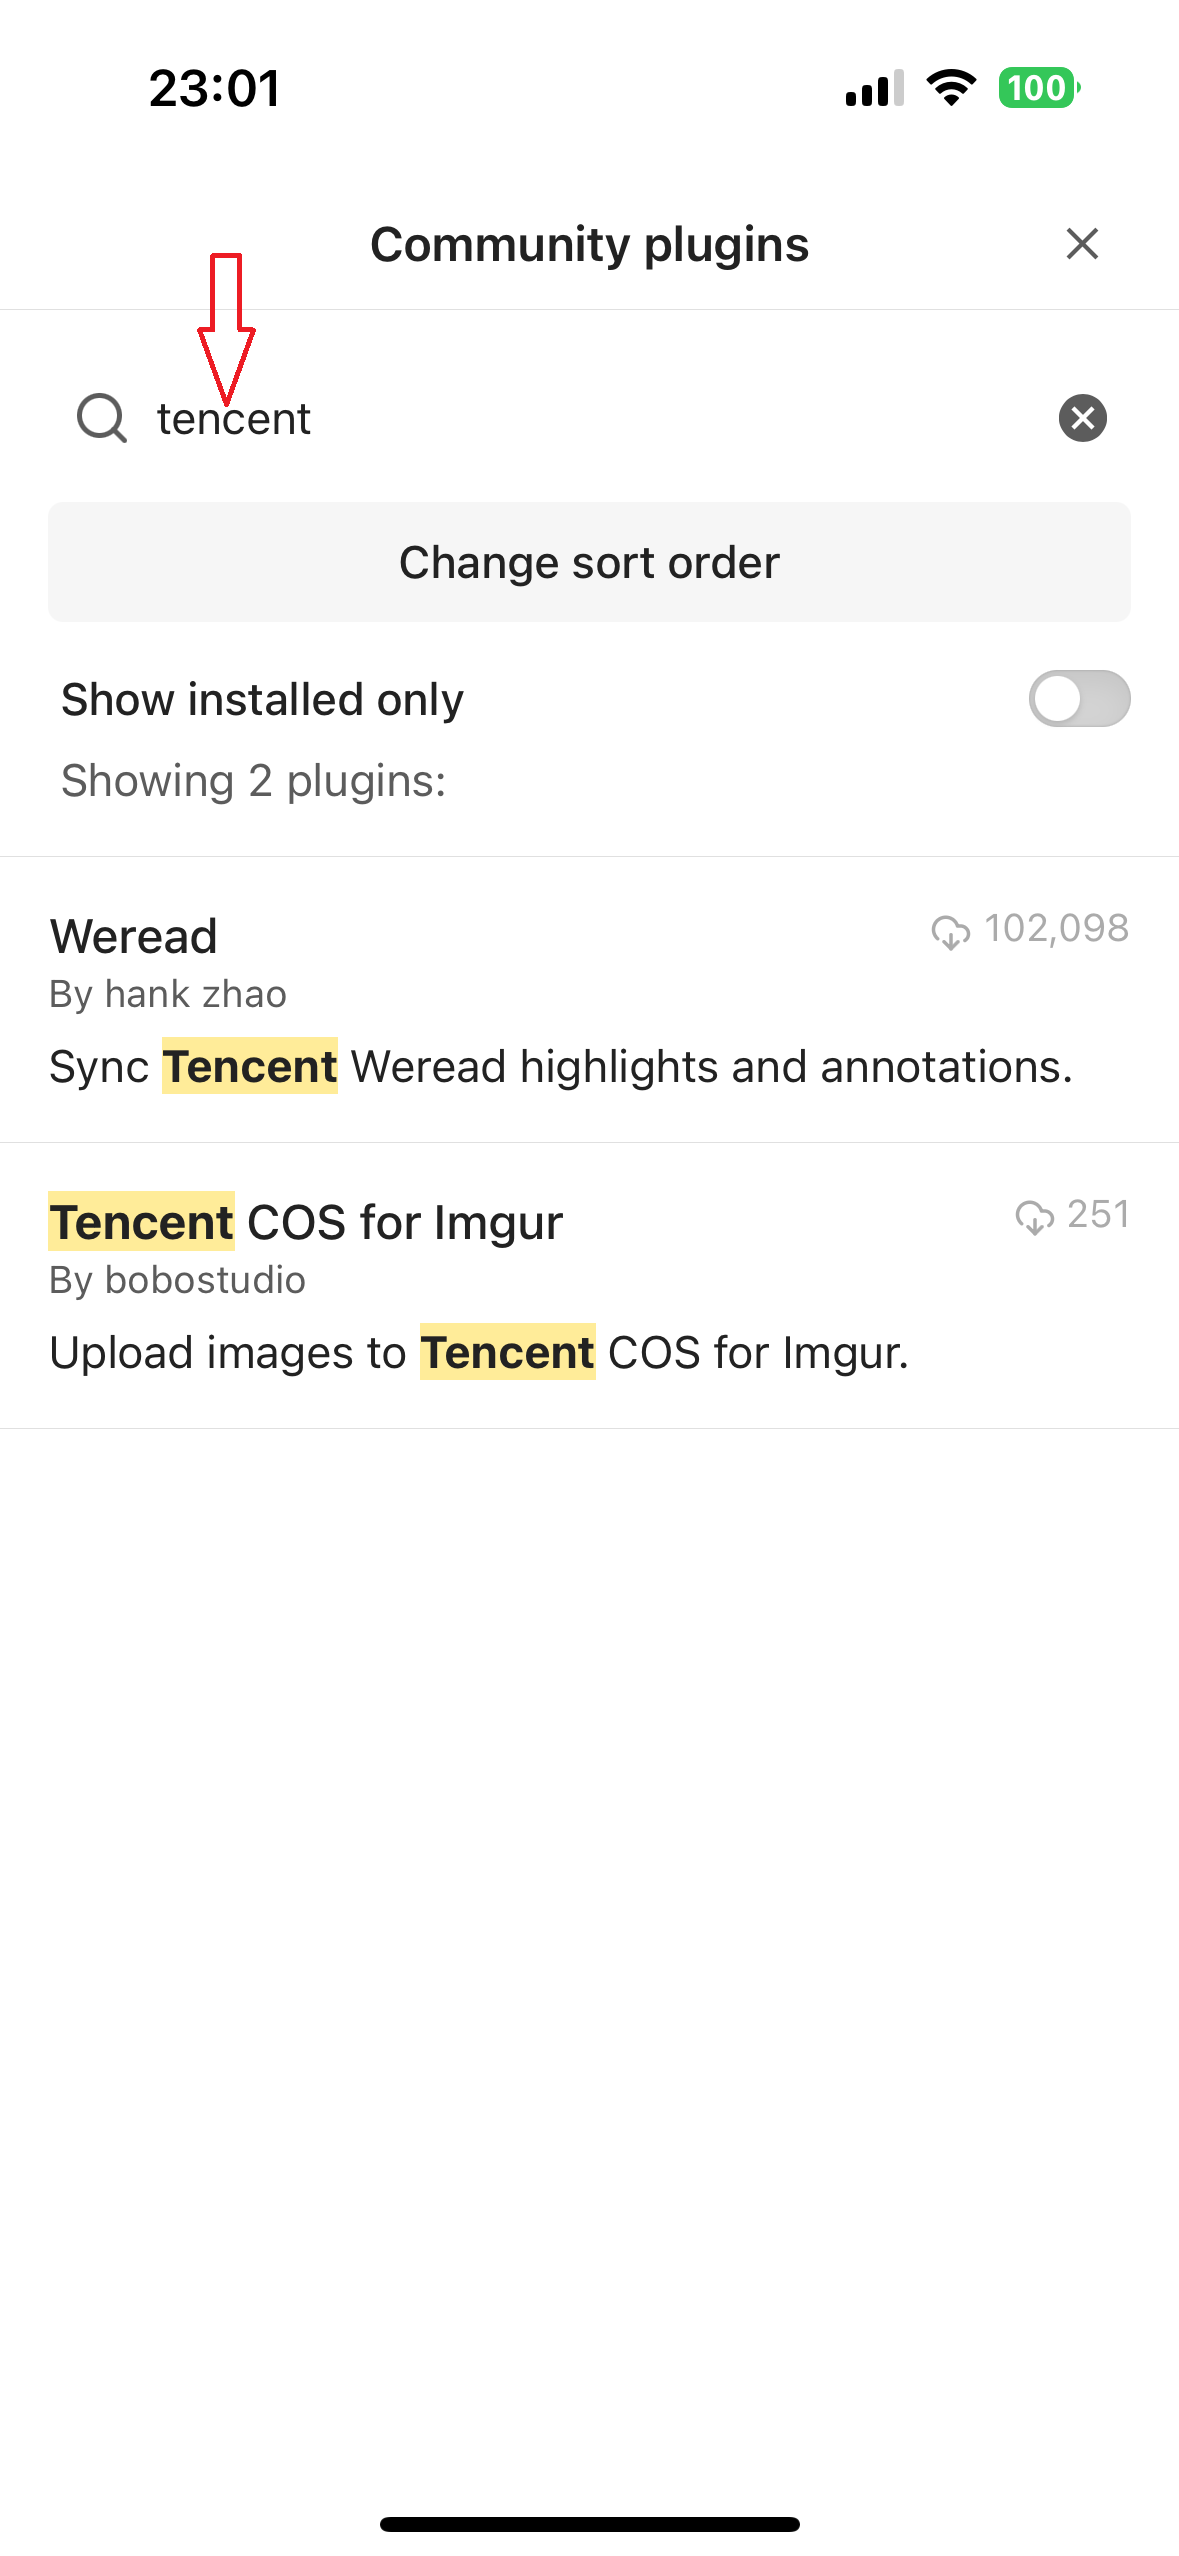 23:01
100
Community plugins
tencent
Change sort order
Show installed only
Showing 2 plugins:
Weread
102,098
By hank zhao
Sync Tencent Weread highlights and annotations.
Tencent COS for Imgur
251
By bobostudio
Upload images to Tencent COS for Imgur.